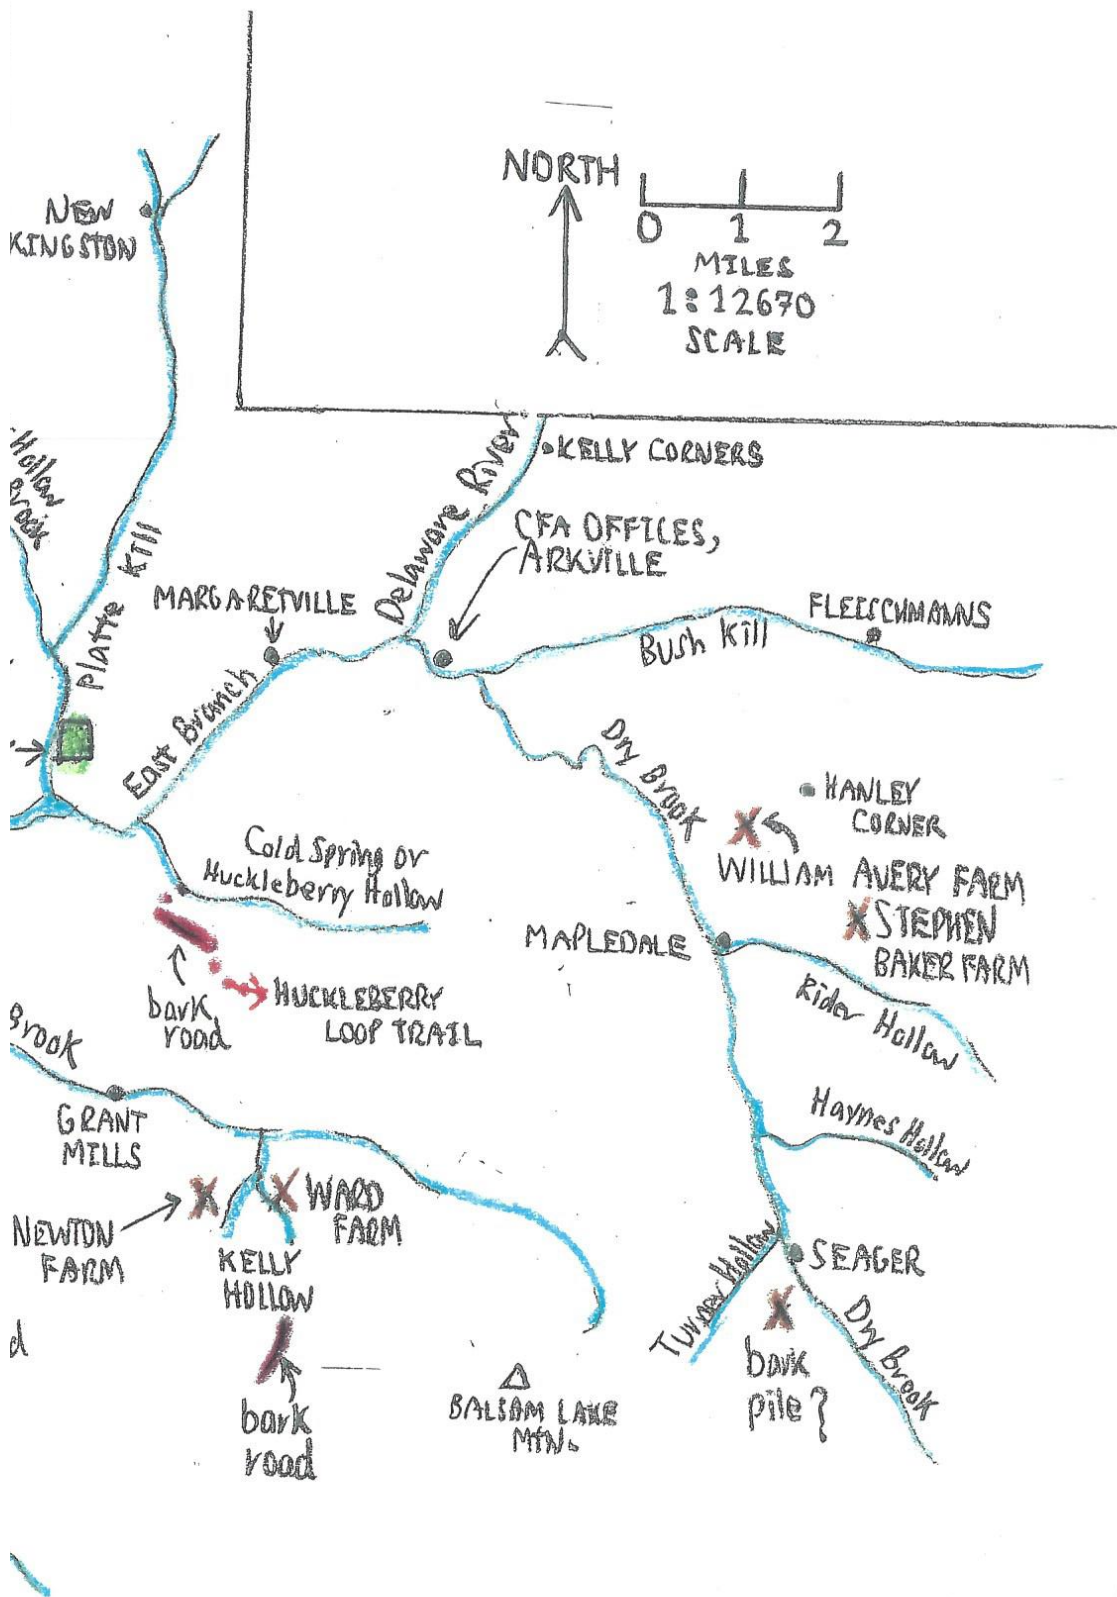 NORTH
0 1 2
MILES
1:12670
SCALE
NEW
KINGSTON
Hollow
Brook
Platte Kill
Delaware River
KELLY CORNERS
CFA OFFICES,
ARKVILLE
MARGARETVILLE
FLEISCHMANNS
Bush Kill
East Branch
Dry Brook
HANLEY
CORNER
WILLIAM AVERY FARM
STEPHEN
BAKER FARM
Cold Spring or
Huckleberry Hollow
MAPLEDALE
Rider Hollow
bark
road
HUCKLEBERRY
LOOP TRAIL
Brook
GRANT
MILLS
Haynes Hollow
NEWTON
FARM
WARD
FARM
KELLY
HOLLOW
Turner Hollow
SEAGER
Dry Brook
bark
pile?
d
bark
road
BALSAM LAKE
MTN.